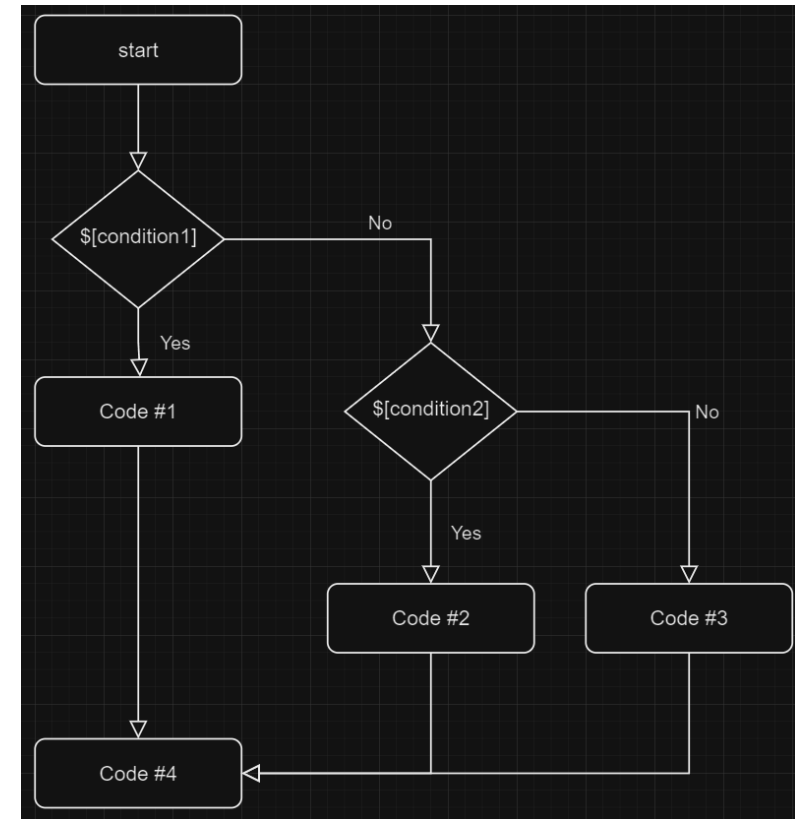 start
$[condition1]
No
Yes
Code #1
$[condition2]
No
Yes
Code #2
Code #3
Code #4